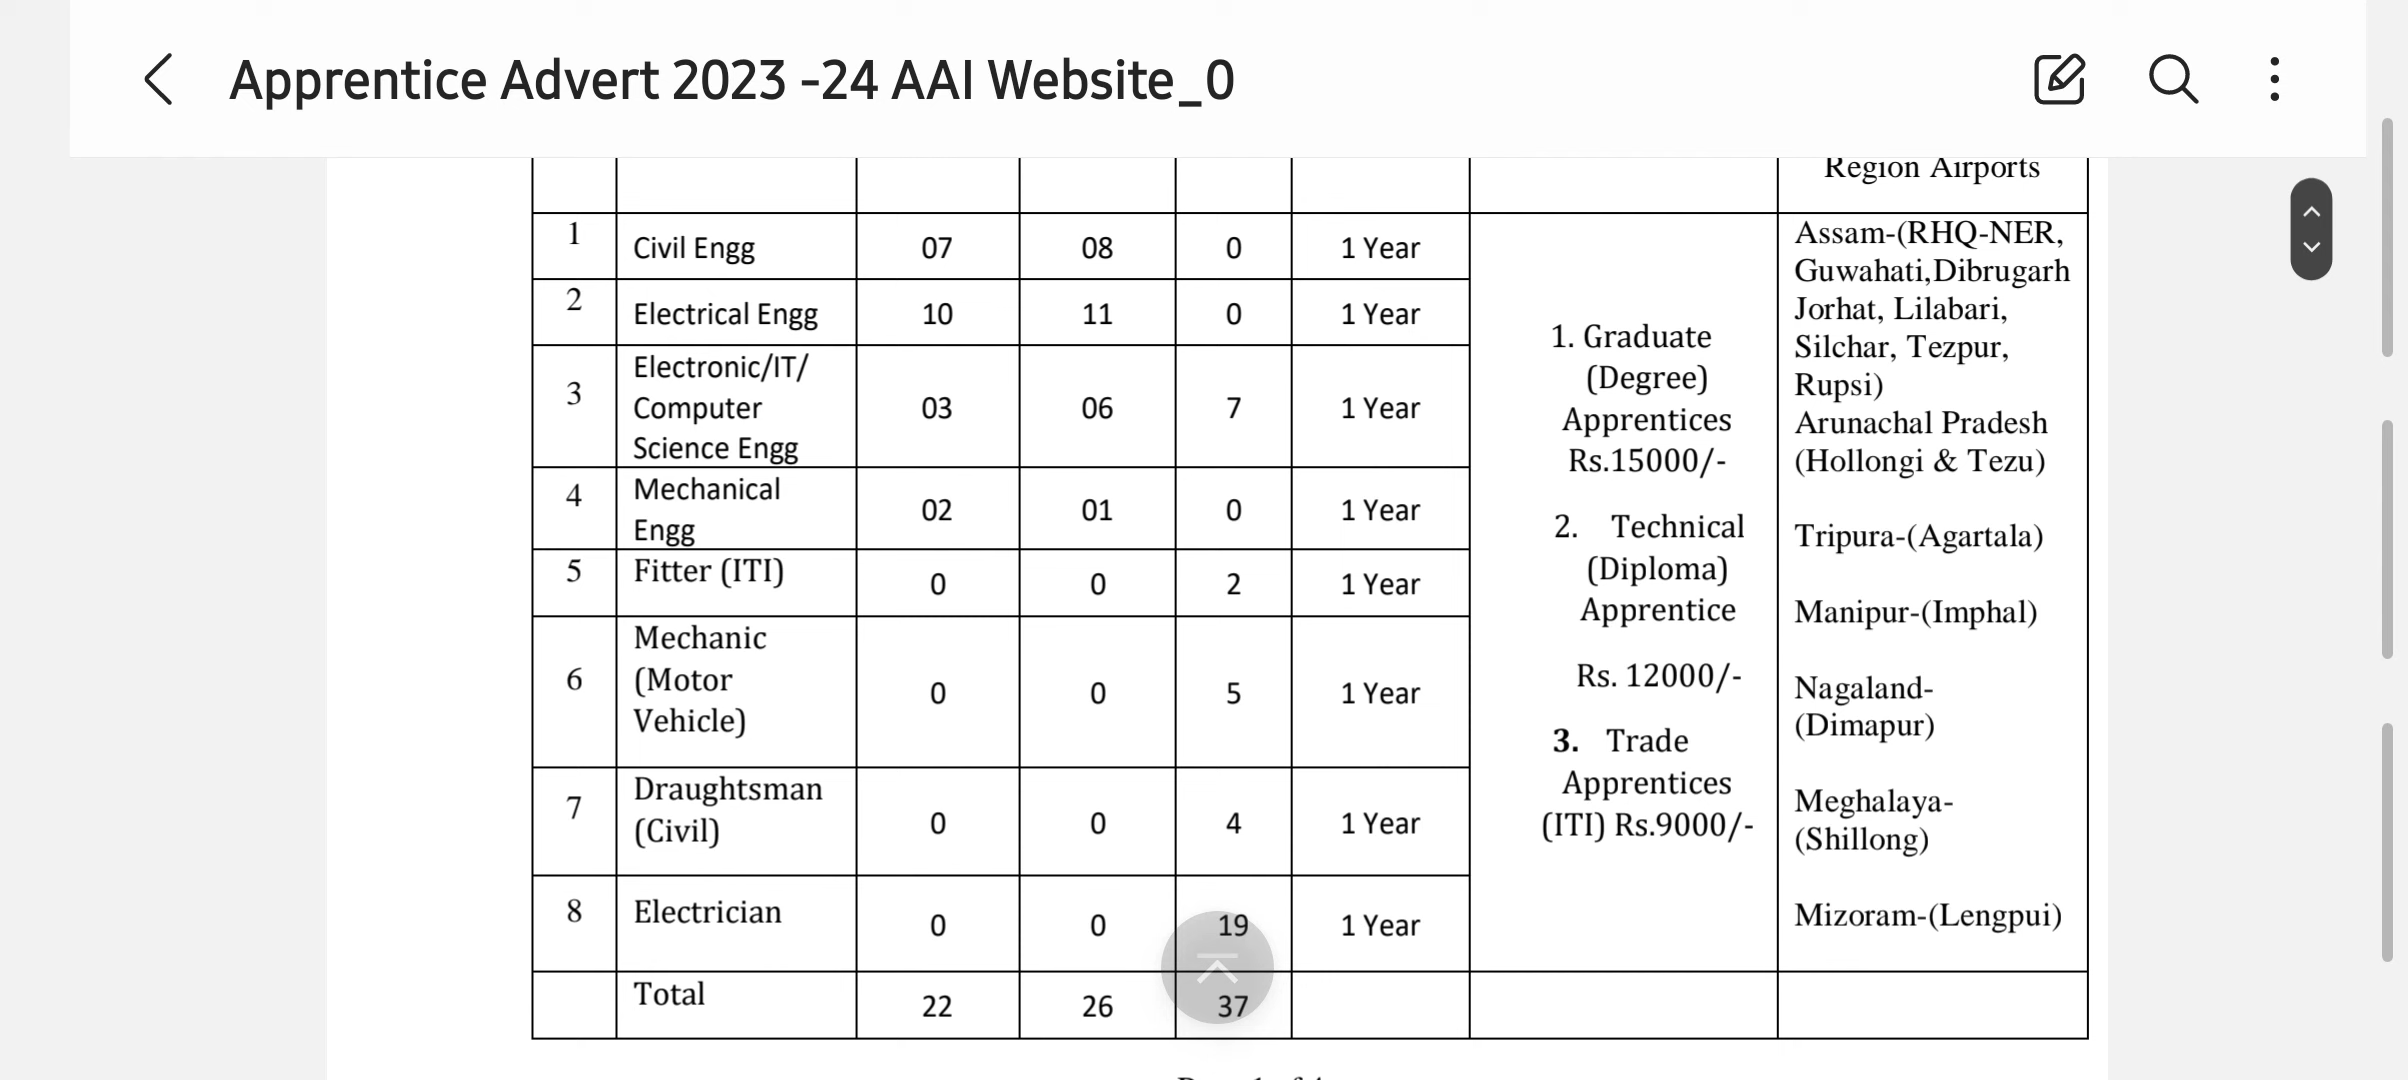 Apprentice Advert 2023 -24 AAI Website_0
Region Airports
1 Civil Engg 07 08 0 1 Year
2 Electrical Engg 10 11 0 1 Year
3 Electronic/IT/
Computer
Science Engg 03 06 7 1 Year
4 Mechanical
Engg 02 01 0 1 Year
5 Fitter (ITI) 0 0 2 1 Year
6 Mechanic
(Motor
Vehicle) 0 0 5 1 Year
7 Draughtsman
(Civil) 0 0 4 1 Year
8 Electrician 0 0 19 1 Year
1. Graduate
(Degree)
Apprentices
Rs.15000/-
2. Technical
(Diploma)
Apprentice
Rs. 12000/-
3. Trade
Apprentices
(ITI) Rs.9000/-
Assam-(RHQ-NER,
Guwahati,Dibrugarh
Jorhat, Lilabari,
Silchar, Tezpur,
Rupsi)
Arunachal Pradesh
(Hollongi & Tezu)
Tripura-(Agartala)
Manipur-(Imphal)
Nagaland-
(Dimapur)
Meghalaya-
(Shillong)
Mizoram-(Lengpui)
Total 22 26 37